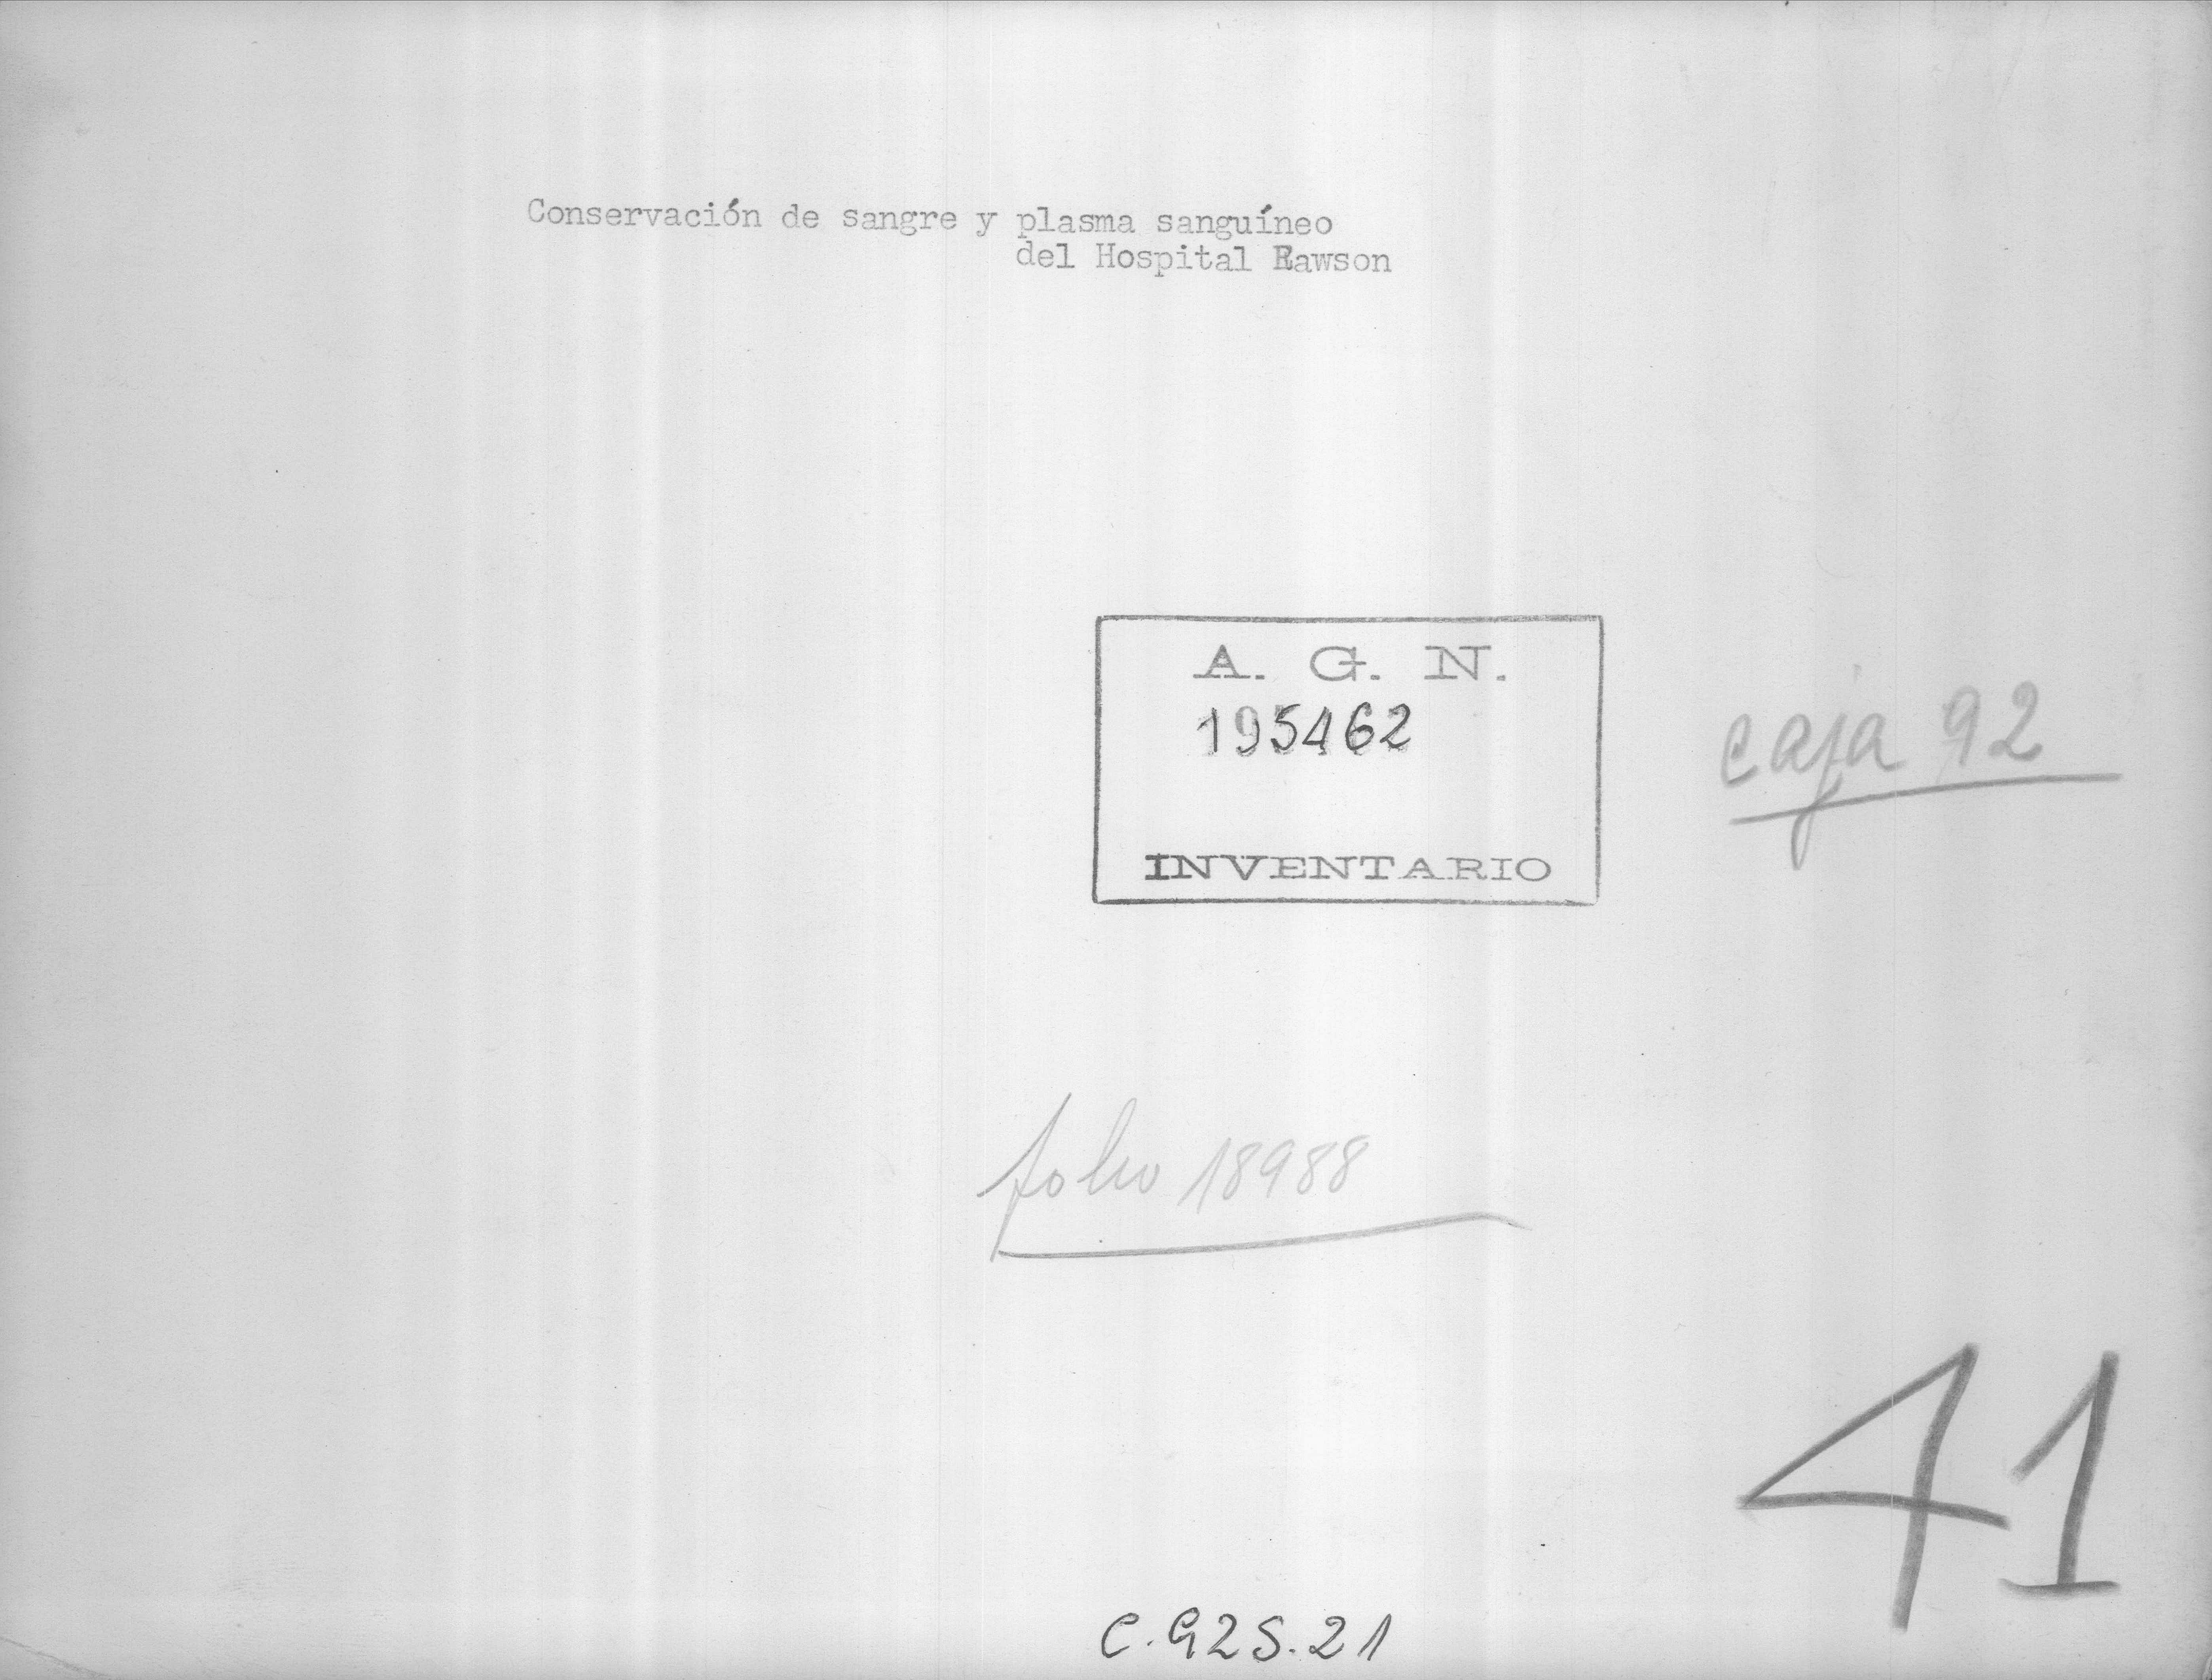 Conservación de sangre y plasma sanguíneo
del Hospital Rawson
A. G. N.
195462
INVENTARIO
caja 92
folio 18988
41
C.92S.21